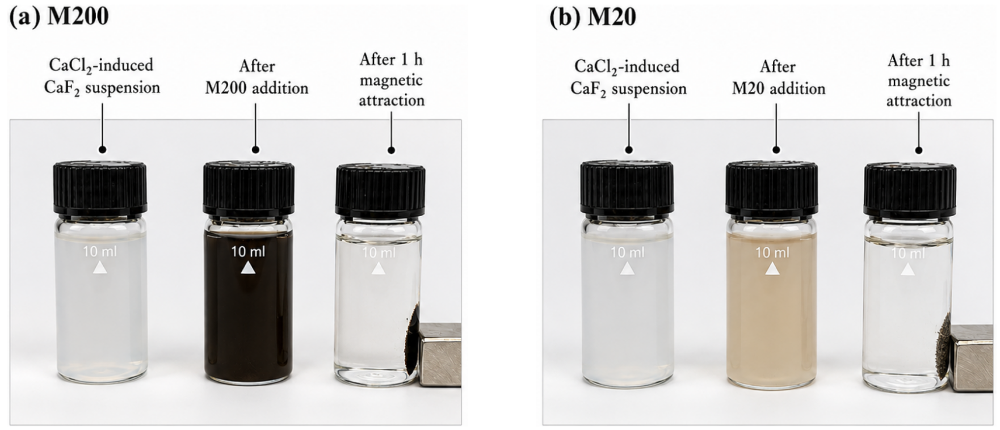 (a) M200
CaCl₂-induced
CaF₂ suspension
After
M200 addition
After 1 h
magnetic
attraction
10 ml
10 ml
10 ml
(b) M20
CaCl₂-induced
CaF₂ suspension
After
M20 addition
After 1 h
magnetic
attraction
10 ml
10 ml
10 ml